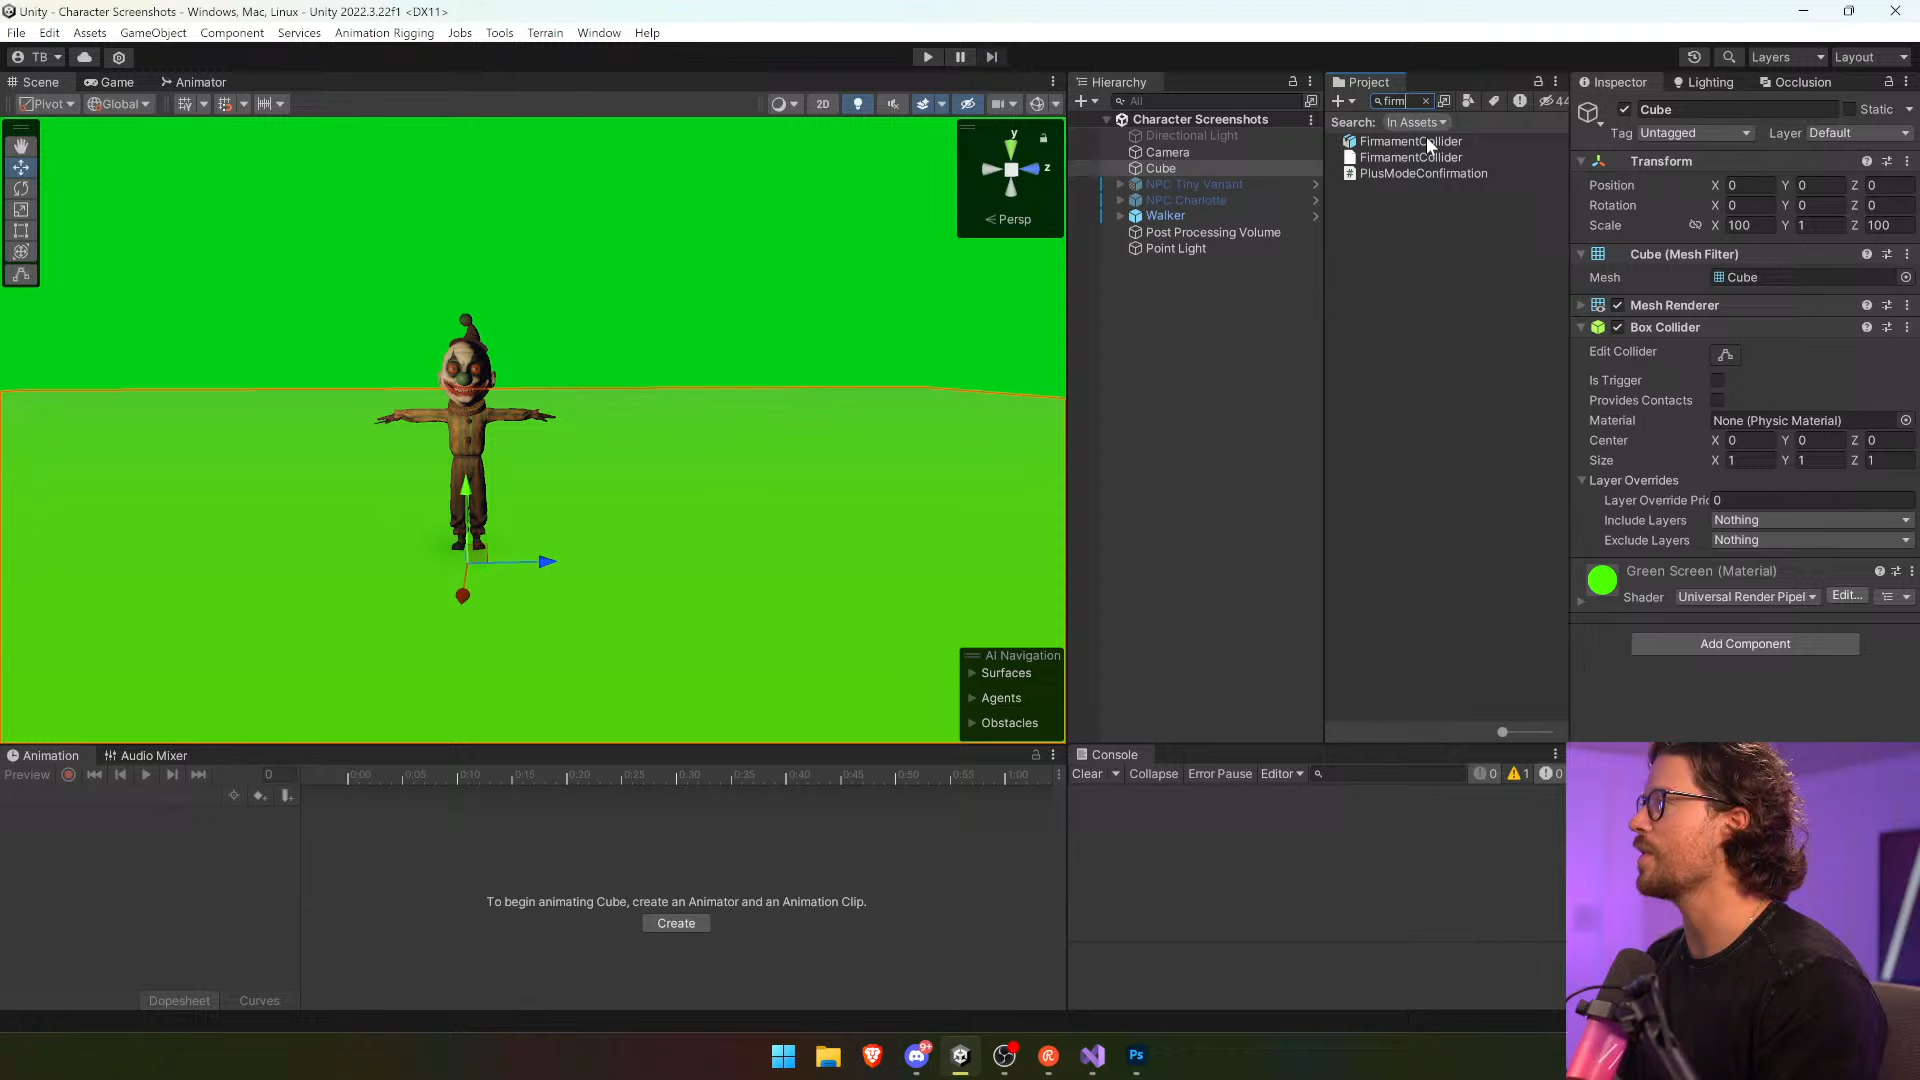 Unity - Character Screenshots - Windows, Mac, Linux - Unity 2022.3.22f1 <DX11>
File Edit Assets GameObject Component Services Animation Rigging Jobs Tools Terrain Window Help
TB Layers Layout
Scene Game Animator
Pivot Global 2D
y
z
Persp
AI Navigation
Surfaces
Agents
Obstacles
Hierarchy
All
Character Screenshots
Directional Light
Camera
Cube
NPC Tiny Variant
NPC Charlotte
Walker
Post Processing Volume
Point Light
Project
firm 44
Search: In Assets
FirmamentCollider
FirmamentCollider
PlusModeConfirmation
Inspector Lighting Occlusion
Cube Static
Tag Untagged Layer Default
Transform
Position X 0 Y 0 Z 0
Rotation X 0 Y 0 Z 0
Scale X 100 Y 1 Z 100
Cube (Mesh Filter)
Mesh Cube
Mesh Renderer
Box Collider
Edit Collider
Is Trigger
Provides Contacts
Material None (Physic Material)
Center X 0 Y 0 Z 0
Size X 1 Y 1 Z 1
Layer Overrides
Layer Override Pric 0
Include Layers Nothing
Exclude Layers Nothing
Green Screen (Material)
Shader Universal Render Pipel Edit...
Add Component
Animation Audio Mixer
Preview 0 0:00 0:05 0:10 0:15 0:20 0:25 0:30 0:35 0:40 0:45 0:50 0:55 1:00
To begin animating Cube, create an Animator and an Animation Clip.
Create
Dopesheet Curves
Console
Clear Collapse Error Pause Editor 0 1 0
9+
Ps